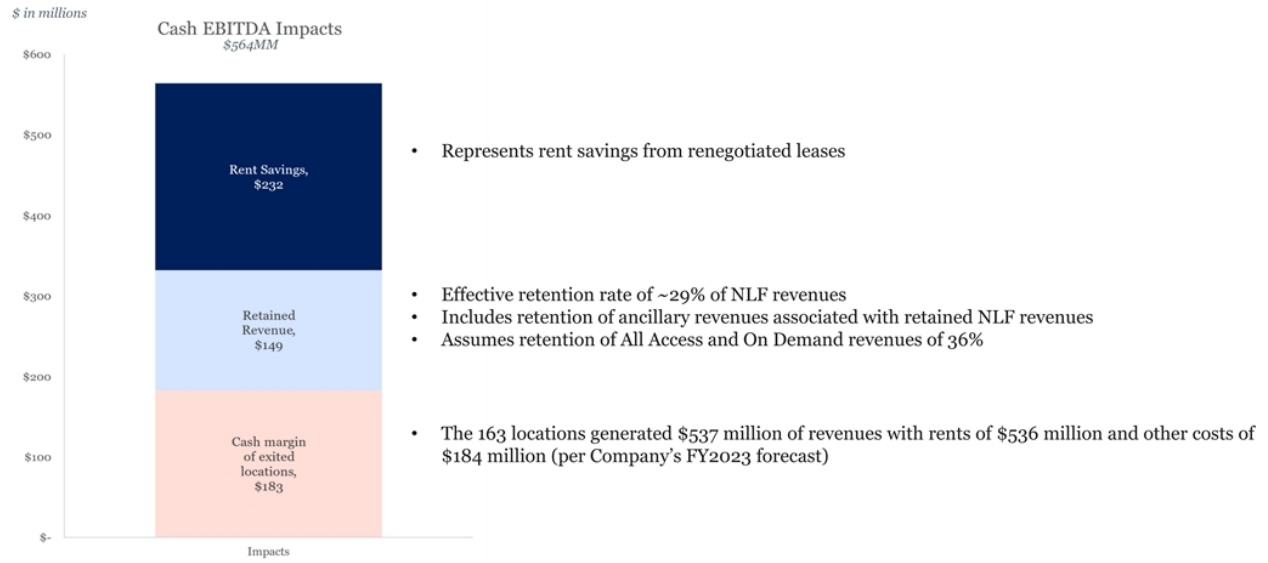 $ in millions
Cash EBITDA Impacts
$564MM
$600
$500
$400
$300
$200
$100
$-
Rent Savings,
$232
Retained
Revenue,
$149
Cash margin
of exited
locations,
$183
Impacts
• Represents rent savings from renegotiated leases
• Effective retention rate of ~29% of NLF revenues
• Includes retention of ancillary revenues associated with retained NLF revenues
• Assumes retention of All Access and On Demand revenues of 36%
• The 163 locations generated $537 million of revenues with rents of $536 million and other costs of
$184 million (per Company's FY2023 forecast)